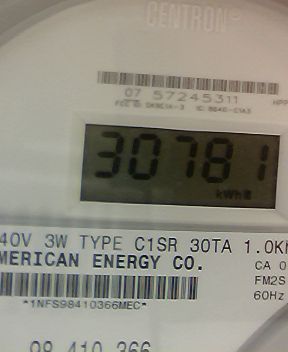 CENTRON®
07 57245311
HPP
30781
kWh
40V 3W TYPE C1SR 30TA 1.0K
MERICAN ENERGY CO.
CA 0
FM2S
60Hz
*1NFS98410366MEC*
98 410 366